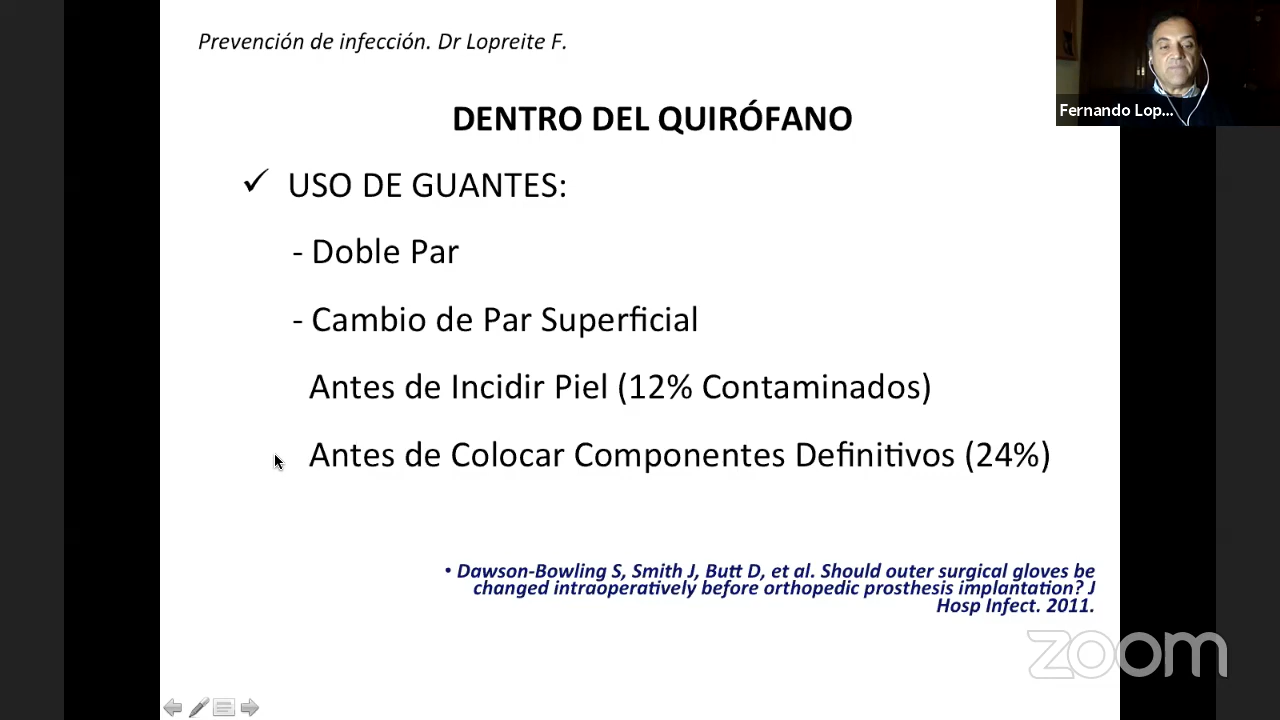 Prevención de infección. Dr Lopreite F.
Fernando Lop...
DENTRO DEL QUIRÓFANO
✓ USO DE GUANTES:
- Doble Par
- Cambio de Par Superficial
Antes de Incidir Piel (12% Contaminados)
Antes de Colocar Componentes Definitivos (24%)
• Dawson-Bowling S, Smith J, Butt D, et al. Should outer surgical gloves be
changed intraoperatively before orthopedic prosthesis implantation? J
Hosp Infect. 2011.
zoom